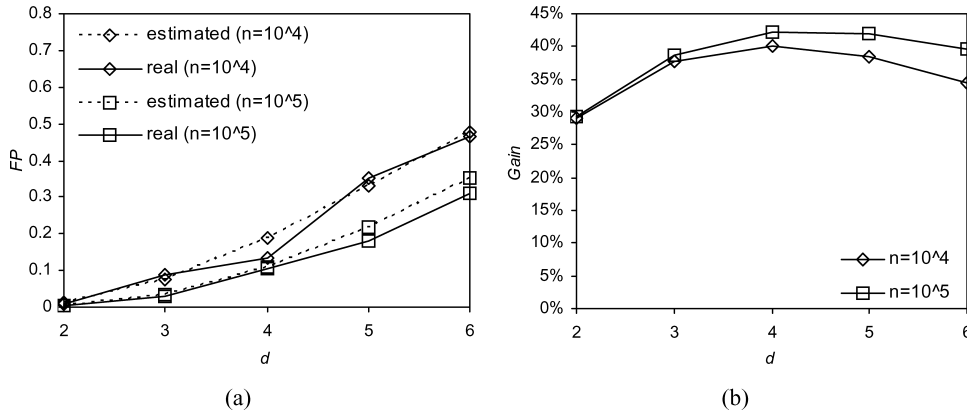 0.8
0.7
0.6
0.5
0.4
0.3
0.2
0.1
0
FP
estimated (n=10^4)
real (n=10^4)
estimated (n=10^5)
real (n=10^5)
2 3 4 5 6
d
(a)
45%
40%
35%
30%
25%
20%
15%
10%
5%
0%
Gain
n=10^4
n=10^5
2 3 4 5 6
d
(b)